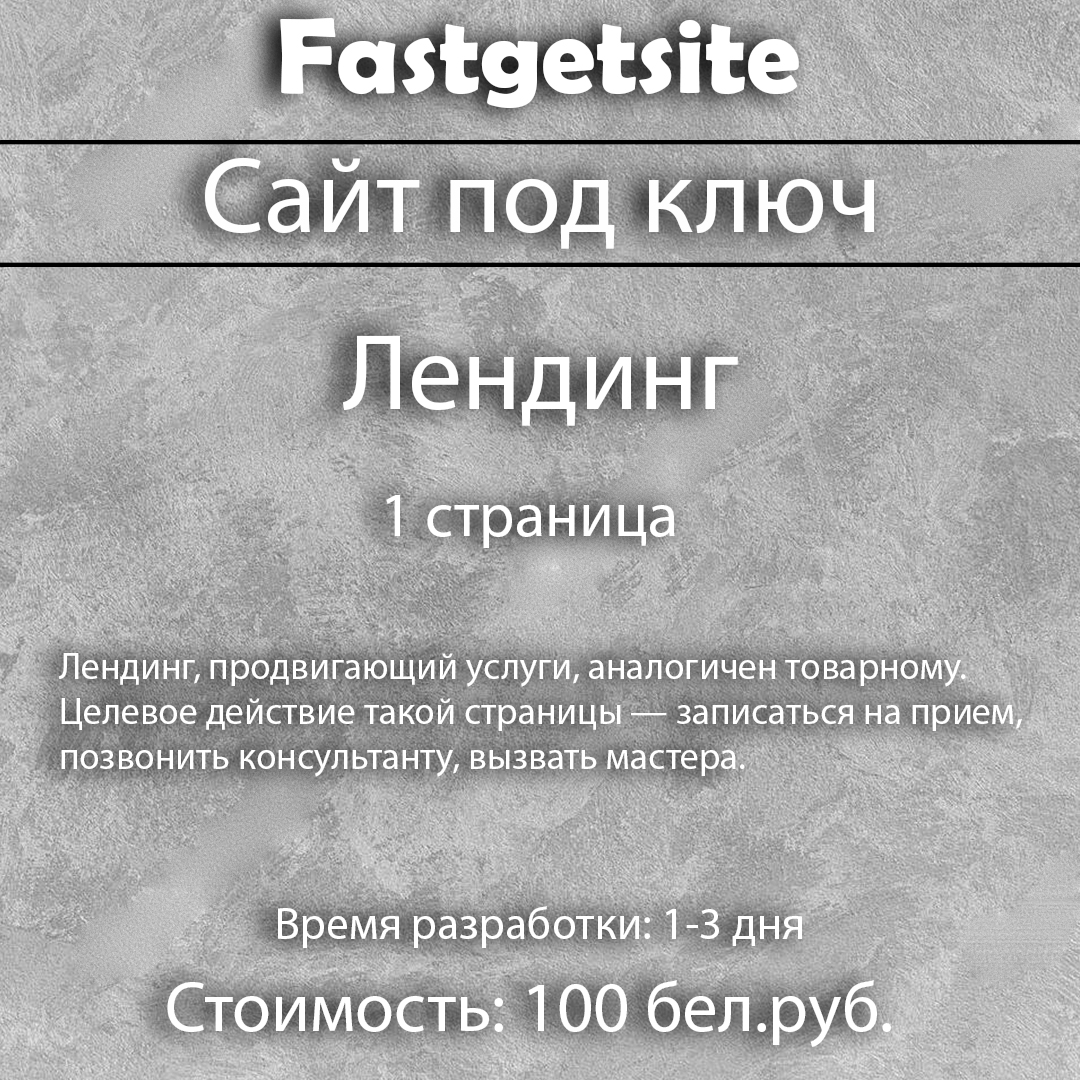 Fastgetsite
Сайт под ключ
Лендинг
1 страница
Лендинг, продвигающий услуги, аналогичен товарному.
Целевое действие такой страницы — записаться на прием,
позвонить консультанту, вызвать мастера.
Время разработки: 1-3 дня
Стоимость: 100 бел.руб.